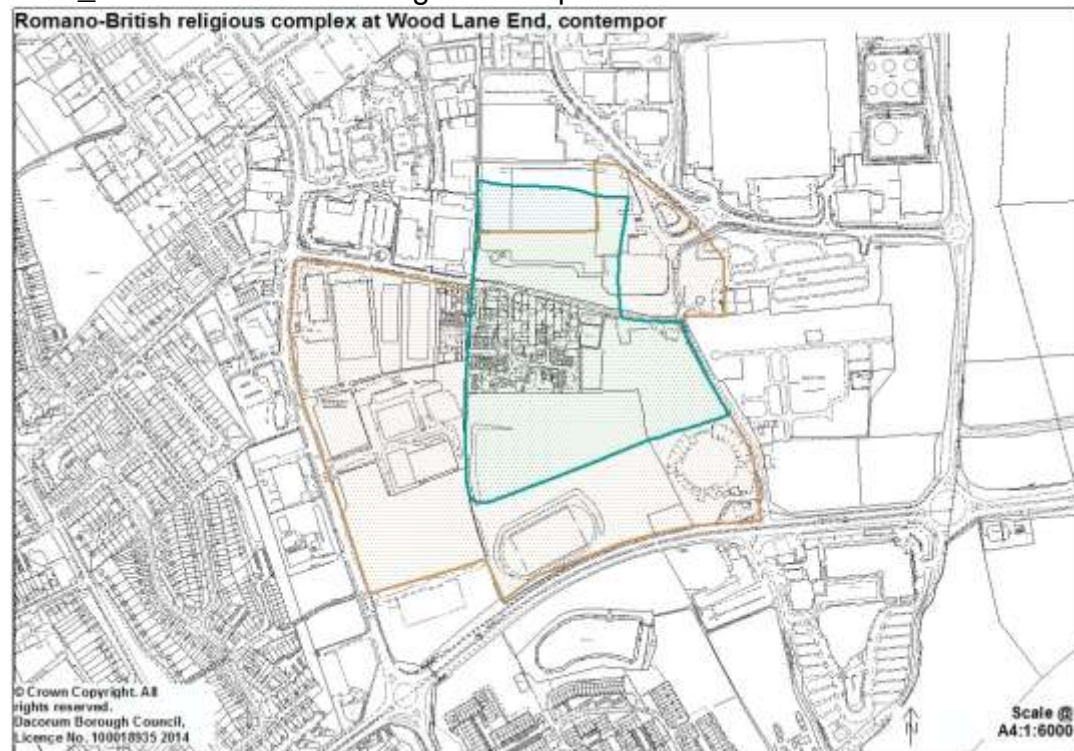 Romano-British religious complex at Wood Lane End, contempor
© Crown Copyright. All
rights reserved.
Dacorum Borough Council,
Licence No. 100018935 2014
Scale @
A4:1:6000